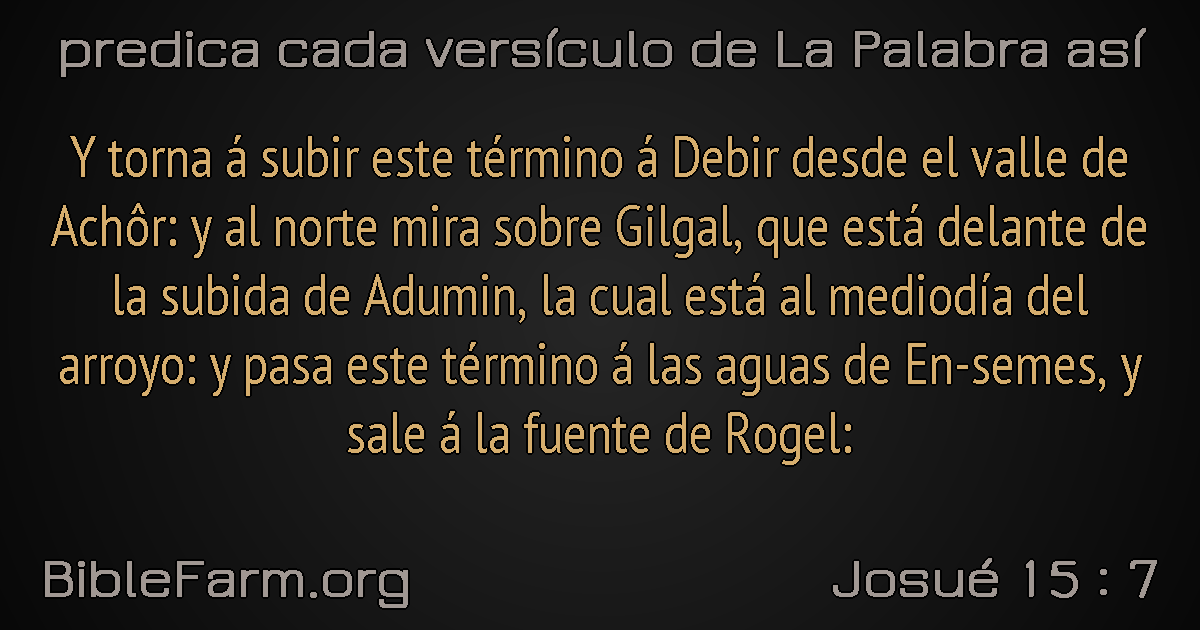 predica cada versículo de La Palabra así
Y torna á subir este término á Debir desde el valle de
Achôr: y al norte mira sobre Gilgal, que está delante de
la subida de Adumin, la cual está al mediodía del
arroyo: y pasa este término á las aguas de En-semes, y
sale á la fuente de Rogel:
BibleFarm.org
Josué 15 : 7